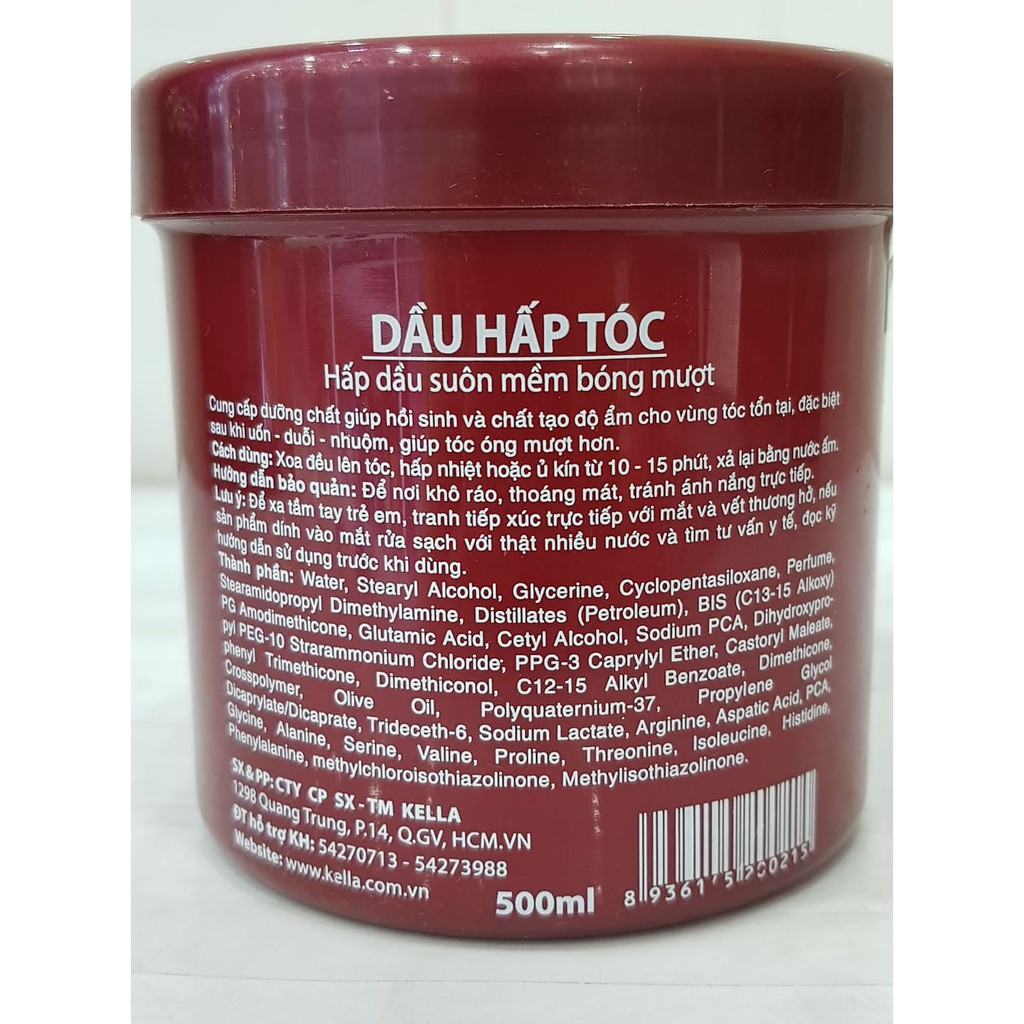 DẦU HẤP TÓC
Hấp dầu suôn mềm bóng mượt
Cung cấp dưỡng chất giúp hồi sinh và chất tạo độ ẩm cho vùng tóc tổn tại, đặc biệt
sau khi uốn - duỗi - nhuộm, giúp tóc óng mượt hơn.
Cách dùng: Xoa đều lên tóc, hấp nhiệt hoặc ủ kín từ 10 - 15 phút, xả lại bằng nước ấm.
Hướng dẫn bảo quản: Để nơi khô ráo, thoáng mát, tránh ánh nắng trực tiếp.
Lưu ý: Để xa tầm tay trẻ em, tranh tiếp xúc trực tiếp với mắt và vết thương hở, nếu
sản phẩm dính vào mắt rửa sạch với thật nhiều nước và tìm tư vấn y tế, đọc kỹ
hướng dẫn sử dụng trước khi dùng.
Thành phần: Water, Stearyl Alcohol, Glycerine, Cyclopentasiloxane, Perfume,
Stearamidopropyl Dimethylamine, Distillates (Petroleum), BIS (C13-15 Alkoxy)
PG Amodimethicone, Glutamic Acid, Cetyl Alcohol, Sodium PCA, Dihydroxypro-
pyl PEG-10 Strarammonium Chloride, PPG-3 Caprylyl Ether, Castoryl Maleate,
phenyl Trimethicone, Dimethiconol, C12-15 Alkyl Benzoate, Dimethicone,
Crosspolymer, Olive Oil, Polyquaternium-37, Propylene Glycol
Dicaprylate/Dicaprate, Trideceth-6, Sodium Lactate, Arginine, Aspatic Acid, PCA,
Glycine, Alanine, Serine, Valine, Proline, Threonine, Isoleucine, Histidine,
Phenylalanine, methylchloroisothiazolinone, Methylisothiazolinone.
SX & PP: CTY CP SX - TM KELLA
1298 Quang Trung, P.14, Q.GV, HCM.VN
ĐT hỗ trợ KH: 54270713 - 54273988
Website: www.kella.com.vn
500ml
8 936175 200215